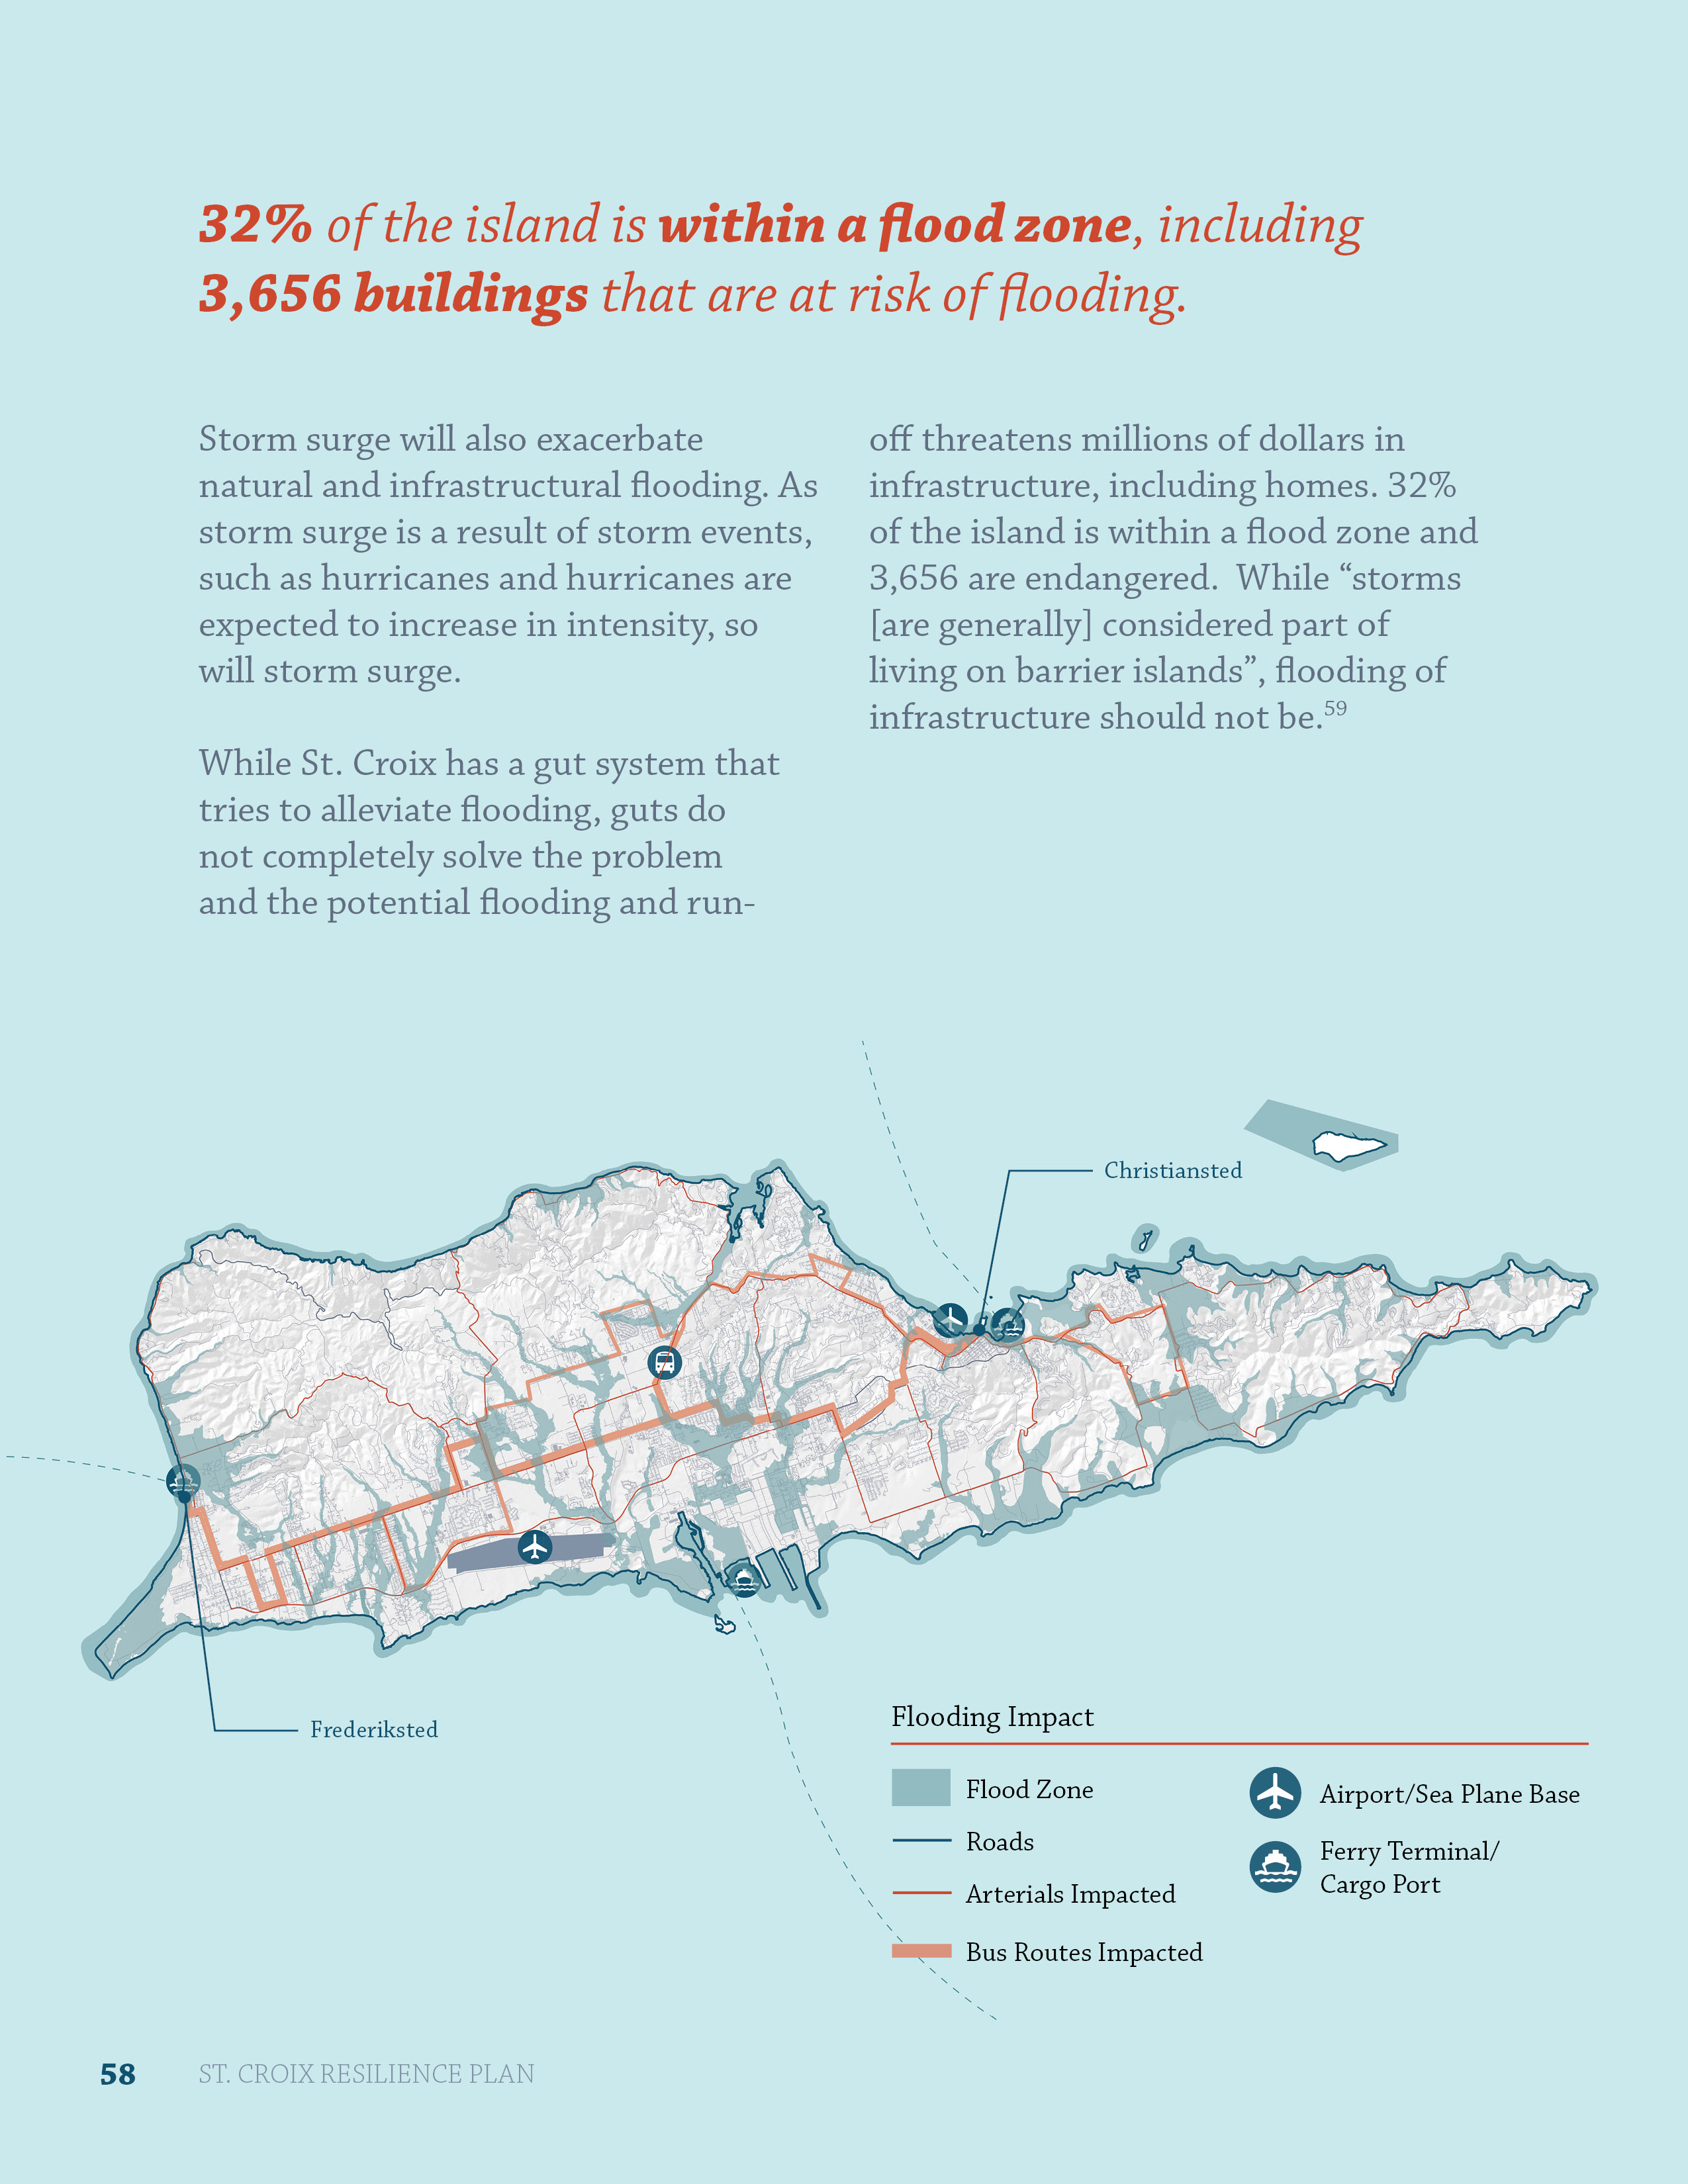 32% of the island is within a flood zone, including
3,656 buildings that are at risk of flooding.
Storm surge will also exacerbate
natural and infrastructural flooding. As
storm surge is a result of storm events,
such as hurricanes and hurricanes are
expected to increase in intensity, so
will storm surge.
While St. Croix has a gut system that
tries to alleviate flooding, guts do
not completely solve the problem
and the potential flooding and run-
off threatens millions of dollars in
infrastructure, including homes. 32%
of the island is within a flood zone and
3,656 are endangered.  While “storms
[are generally] considered part of
living on barrier islands”, flooding of
infrastructure should not be.59
Christiansted
Frederiksted
Flooding Impact
Flood Zone
Roads
Arterials Impacted
Bus Routes Impacted
Airport/Sea Plane Base
Ferry Terminal/
Cargo Port
58 ST. CROIX RESILIENCE PLAN